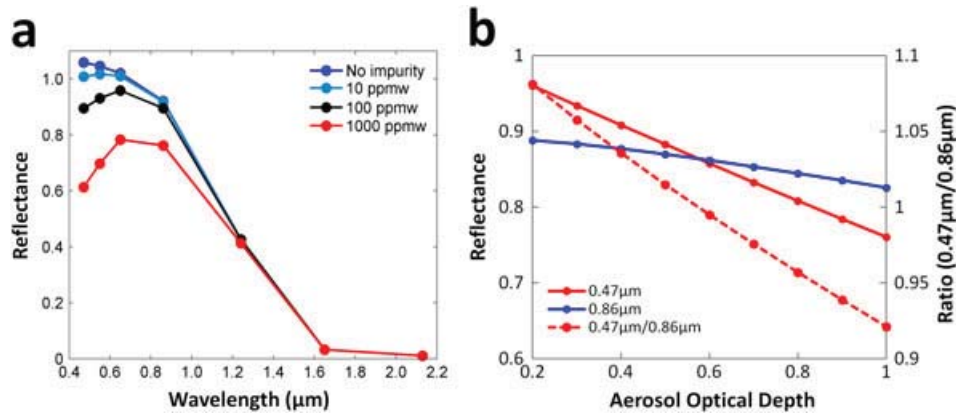 a
No impurity
10 ppmw
100 ppmw
1000 ppmw
1.0
0.8
0.6
0.4
0.2
0
Reflectance
0.4 0.6 0.8 1.0 1.2 1.4 1.6 1.8 2.0 2.2
Wavelength (µm)
b
1
0.9
0.8
0.7
0.6
Reflectance
0.47µm
0.86µm
0.47µm/0.86µm
0.2 0.4 0.6 0.8 1
Aerosol Optical Depth
1.1
1.05
1
0.95
0.9
Ratio (0.47µm/0.86µm)